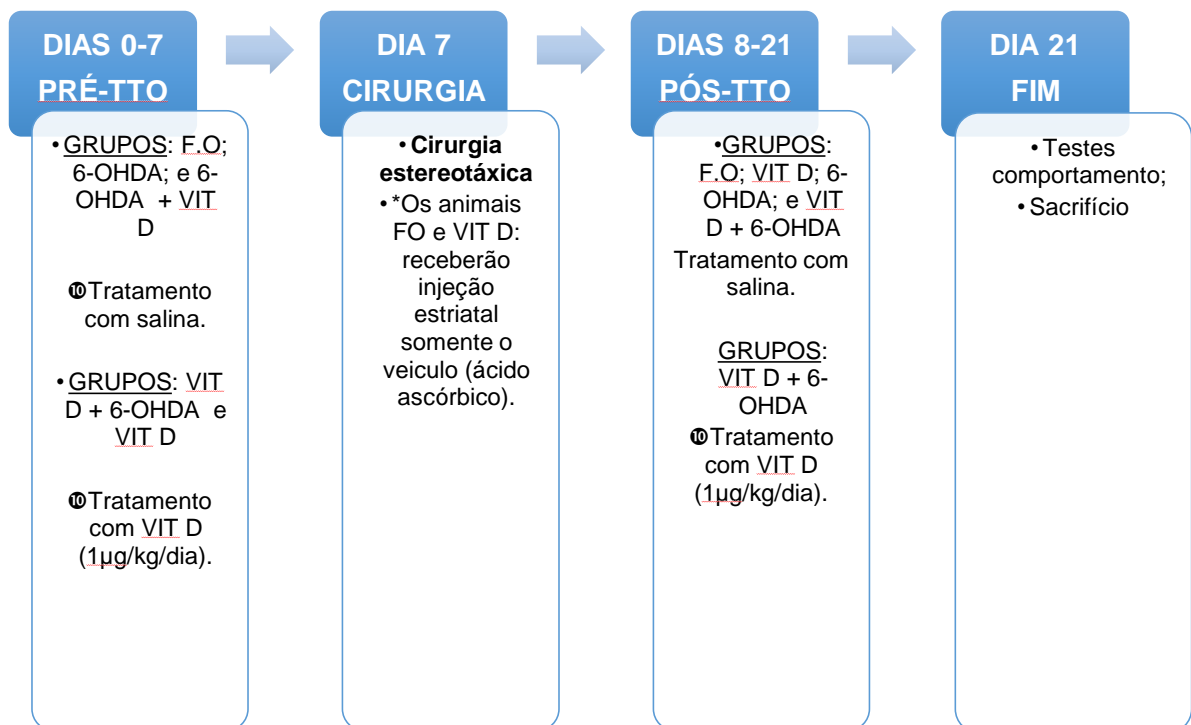 DIAS 0-7
PRÉ-TTO
• GRUPOS: F.O;
6-OHDA; e 6-
OHDA + VIT
D
❿Tratamento
com salina.
• GRUPOS: VIT
D + 6-OHDA e
VIT D
❿Tratamento
com VIT D
(1µg/kg/dia).
DIA 7
CIRURGIA
• Cirurgia
estereotáxica
• *Os animais
FO e VIT D:
receberão
injeção
estriatal
somente o
veiculo (ácido
ascórbico).
DIAS 8-21
PÓS-TTO
•GRUPOS:
F.O; VIT D; 6-
OHDA; e VIT
D + 6-OHDA
Tratamento com
salina.
GRUPOS:
VIT D + 6-
OHDA
❿Tratamento
com VIT D
(1µg/kg/dia).
DIA 21
FIM
• Testes
comportamento;
• Sacrifício